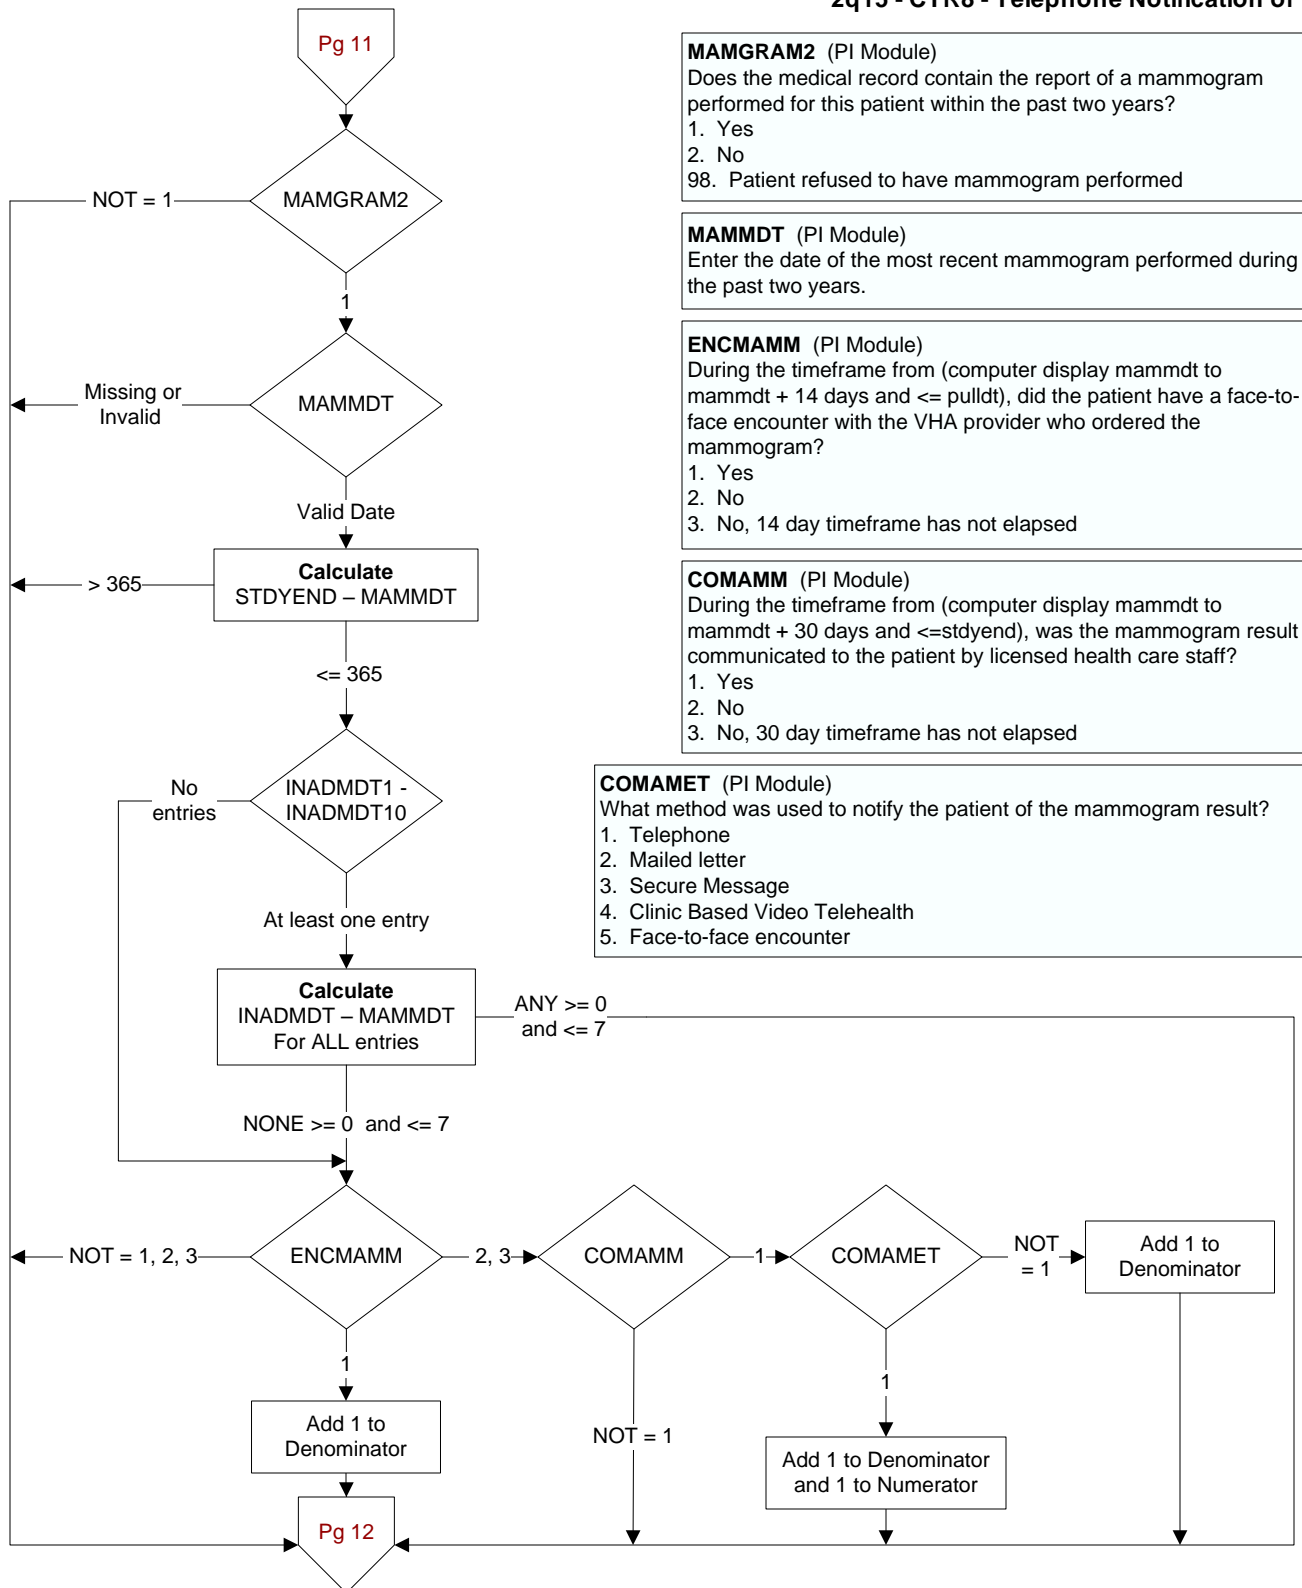 2q15 - CTR8 - Telephone Notification of
Pg 11
MAMGRAM2 (PI Module)
Does the medical record contain the report of a mammogram
performed for this patient within the past two years?
1. Yes
2. No
98. Patient refused to have mammogram performed
NOT = 1
MAMGRAM2
1
MAMMDT (PI Module)
Enter the date of the most recent mammogram performed during
the past two years.
Missing or
Invalid
MAMMDT
Valid Date
ENCMAMM (PI Module)
During the timeframe from (computer display mammdt to
mammdt + 14 days and <= pulldt), did the patient have a face-to-
face encounter with the VHA provider who ordered the
mammogram?
1. Yes
2. No
3. No, 14 day timeframe has not elapsed
> 365
Calculate
STDYEND – MAMMDT
<= 365
COMAMM (PI Module)
During the timeframe from (computer display mammdt to
mammdt + 30 days and <=stdyend), was the mammogram result
communicated to the patient by licensed health care staff?
1. Yes
2. No
3. No, 30 day timeframe has not elapsed
No
entries
INADMDT1 -
INADMDT10
At least one entry
COMAMET (PI Module)
What method was used to notify the patient of the mammogram result?
1. Telephone
2. Mailed letter
3. Secure Message
4. Clinic Based Video Telehealth
5. Face-to-face encounter
Calculate
INADMDT – MAMMDT
For ALL entries
ANY >= 0
and <= 7
NONE >= 0 and <= 7
NOT = 1, 2, 3
ENCMAMM
2, 3
COMAMM
1
COMAMET
NOT
= 1
Add 1 to
Denominator
1
Add 1 to
Denominator
NOT = 1
1
Add 1 to Denominator
and 1 to Numerator
Pg 12